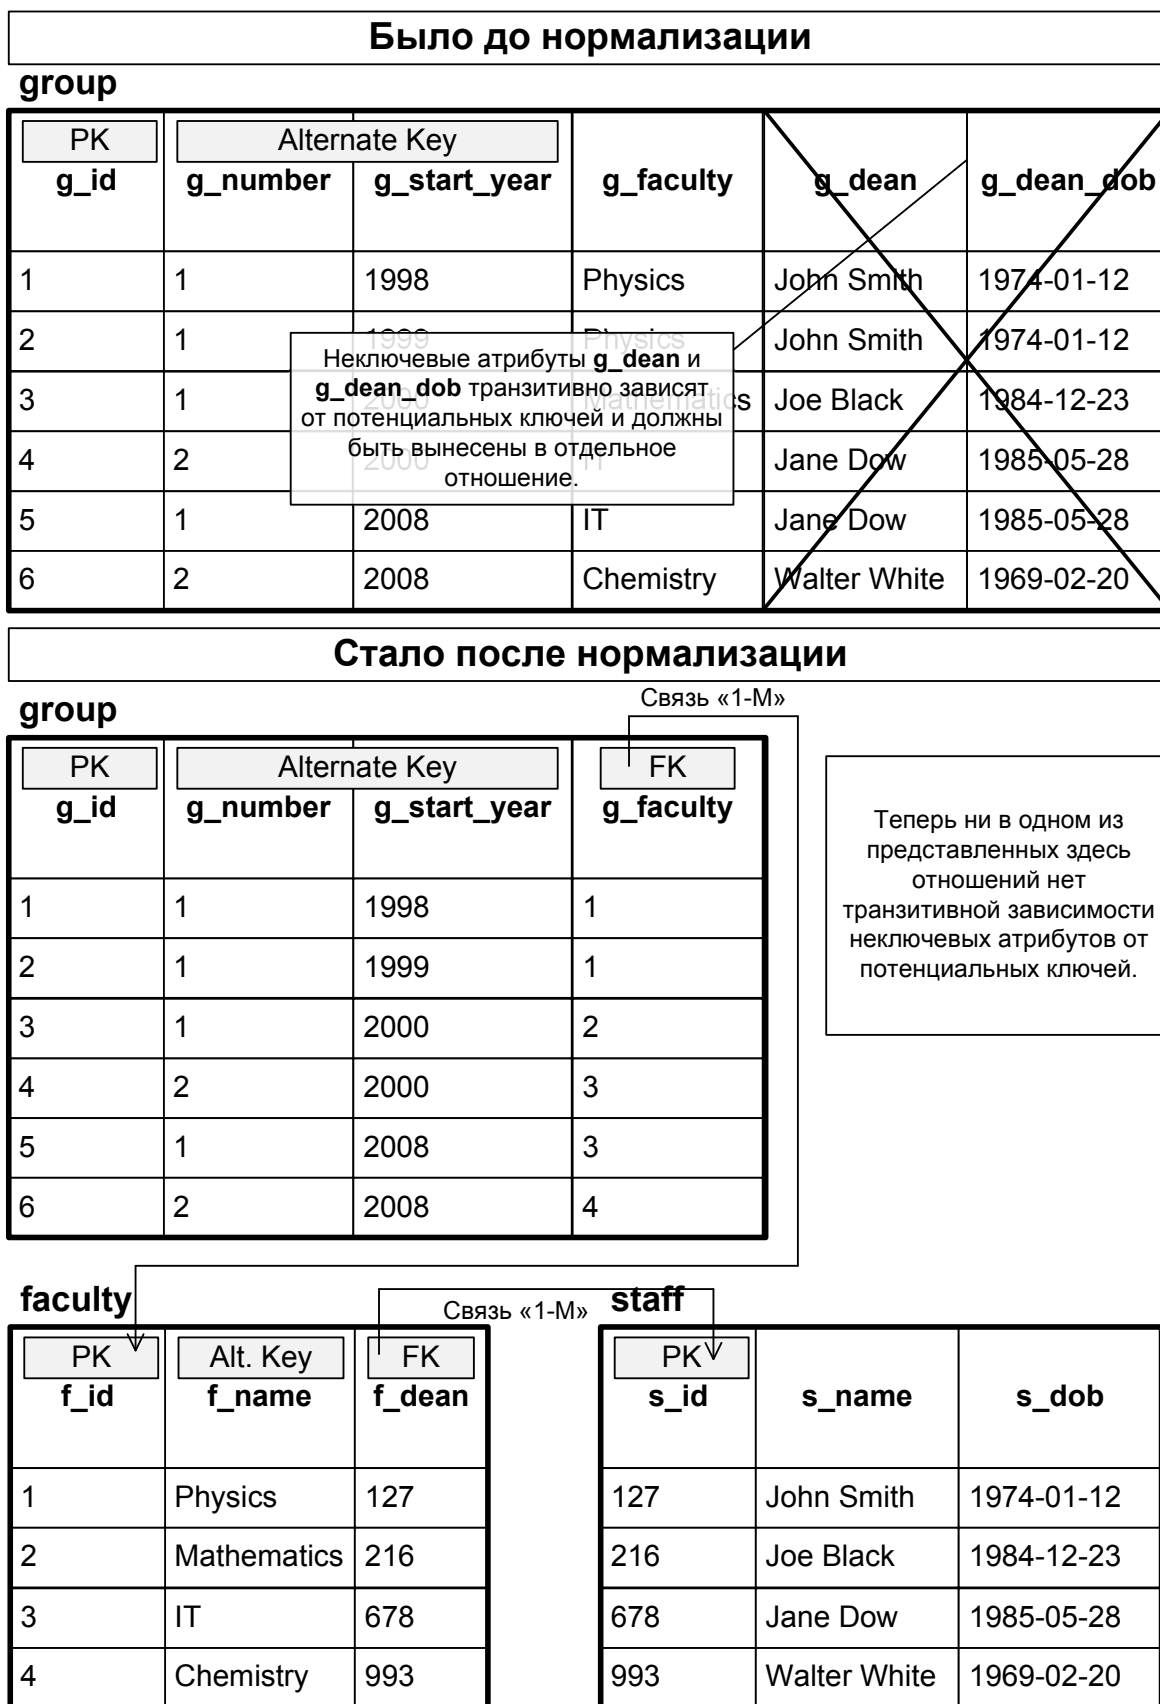 Было до нормализации
group
PK Alternate Key
g_id g_number g_start_year g_faculty g_dean g_dean_dob
1 1 1998 Physics John Smith 1974-01-12
2 1 1999 Physics John Smith 1974-01-12
3 1 2000 Mathematics Joe Black 1984-12-23
4 2 2000 IT Jane Dow 1985-05-28
5 1 2008 IT Jane Dow 1985-05-28
6 2 2008 Chemistry Walter White 1969-02-20
Неключевые атрибуты g_dean и
g_dean_dob транзитивно зависят
от потенциальных ключей и должны
быть вынесены в отдельное
отношение.
Стало после нормализации
group
Связь «1-М»
PK Alternate Key FK
g_id g_number g_start_year g_faculty
1 1 1998 1
2 1 1999 1
3 1 2000 2
4 2 2000 3
5 1 2008 3
6 2 2008 4
Теперь ни в одном из
представленных здесь
отношений нет
транзитивной зависимости
неключевых атрибутов от
потенциальных ключей.
faculty
Связь «1-М»
staff
PK Alt. Key FK
f_id f_name f_dean
1 Physics 127
2 Mathematics 216
3 IT 678
4 Chemistry 993
PK
s_id s_name s_dob
127 John Smith 1974-01-12
216 Joe Black 1984-12-23
678 Jane Dow 1985-05-28
993 Walter White 1969-02-20